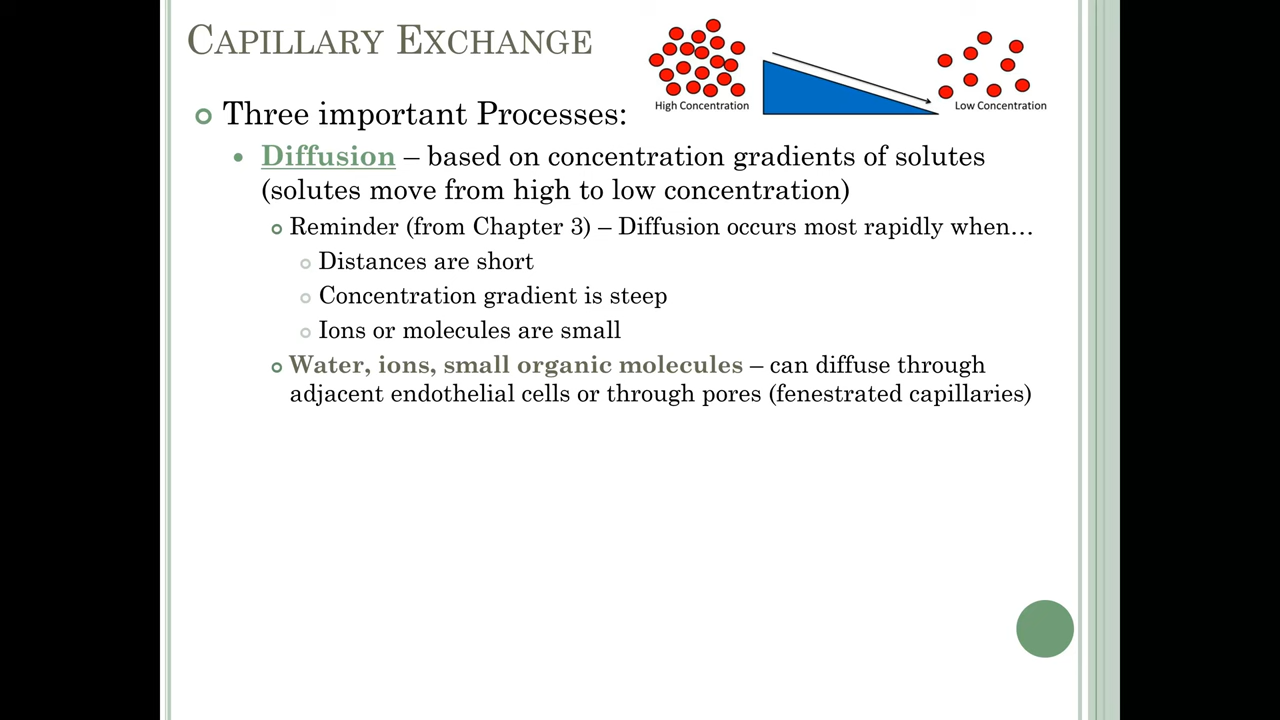 CAPILLARY EXCHANGE
High Concentration
Low Concentration
Three important Processes:
Diffusion – based on concentration gradients of solutes
(solutes move from high to low concentration)
Reminder (from Chapter 3) – Diffusion occurs most rapidly when…
Distances are short
Concentration gradient is steep
Ions or molecules are small
Water, ions, small organic molecules – can diffuse through
adjacent endothelial cells or through pores (fenestrated capillaries)